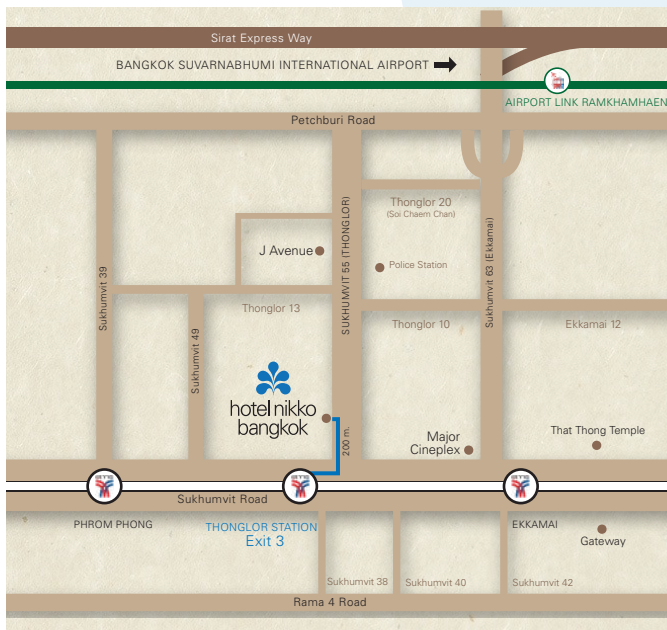 Sirat Express Way
BANGKOK SUVARNABHUMI INTERNATIONAL AIRPORT
AIRPORT LINK RAMKHAMHAEN
Petchburi Road
Thonglor 20
(Soi Chaem Chan)
J Avenue
Police Station
Sukhumvit 39
SUKHUMVIT 55 (THONGLOR)
Sukhumvit 63 (Ekkamai)
Thonglor 13
Thonglor 10
Ekkamai 12
Sukhumvit 49
hotel nikko
bangkok
200 m.
Major
Cineplex
That Thong Temple
Sukhumvit Road
PHROM PHONG
THONGLOR STATION
Exit 3
EKKAMAI
Gateway
Sukhumvit 38
Sukhumvit 40
Sukhumvit 42
Rama 4 Road